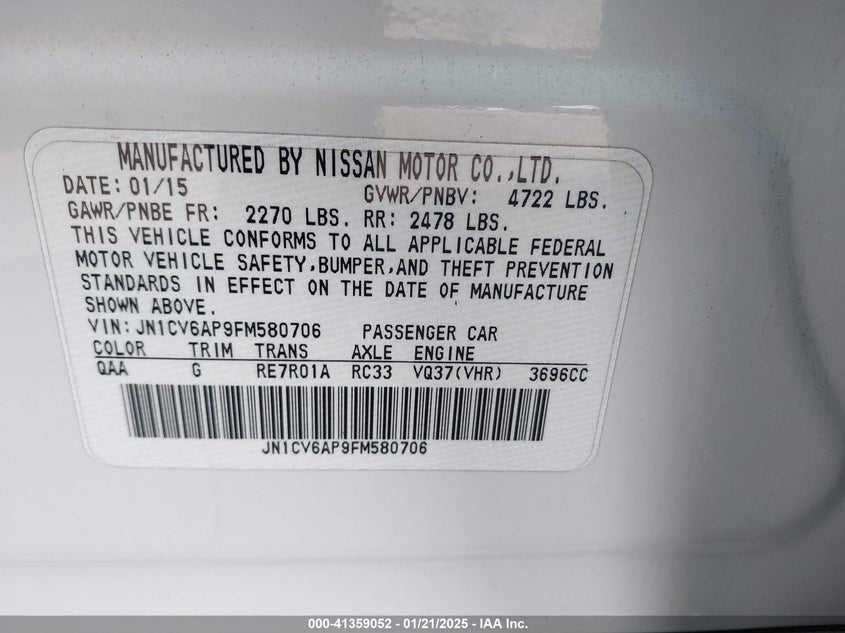 MANUFACTURED BY NISSAN MOTOR CO.,LTD.
DATE: 01/15 GVWR/PNBV: 4722 LBS.
GAWR/PNBE FR: 2270 LBS. RR: 2478 LBS.
THIS VEHICLE CONFORMS TO ALL APPLICABLE FEDERAL
MOTOR VEHICLE SAFETY,BUMPER,AND THEFT PREVENTION
STANDARDS IN EFFECT ON THE DATE OF MANUFACTURE
SHOWN ABOVE.
VIN: JN1CV6AP9FM580706 PASSENGER CAR
COLOR TRIM TRANS AXLE ENGINE
QAA G RE7R01A RC33 VQ37(VHR) 3696CC
JN1CV6AP9FM580706
000-41359052 - 01/21/2025 - IAA Inc.